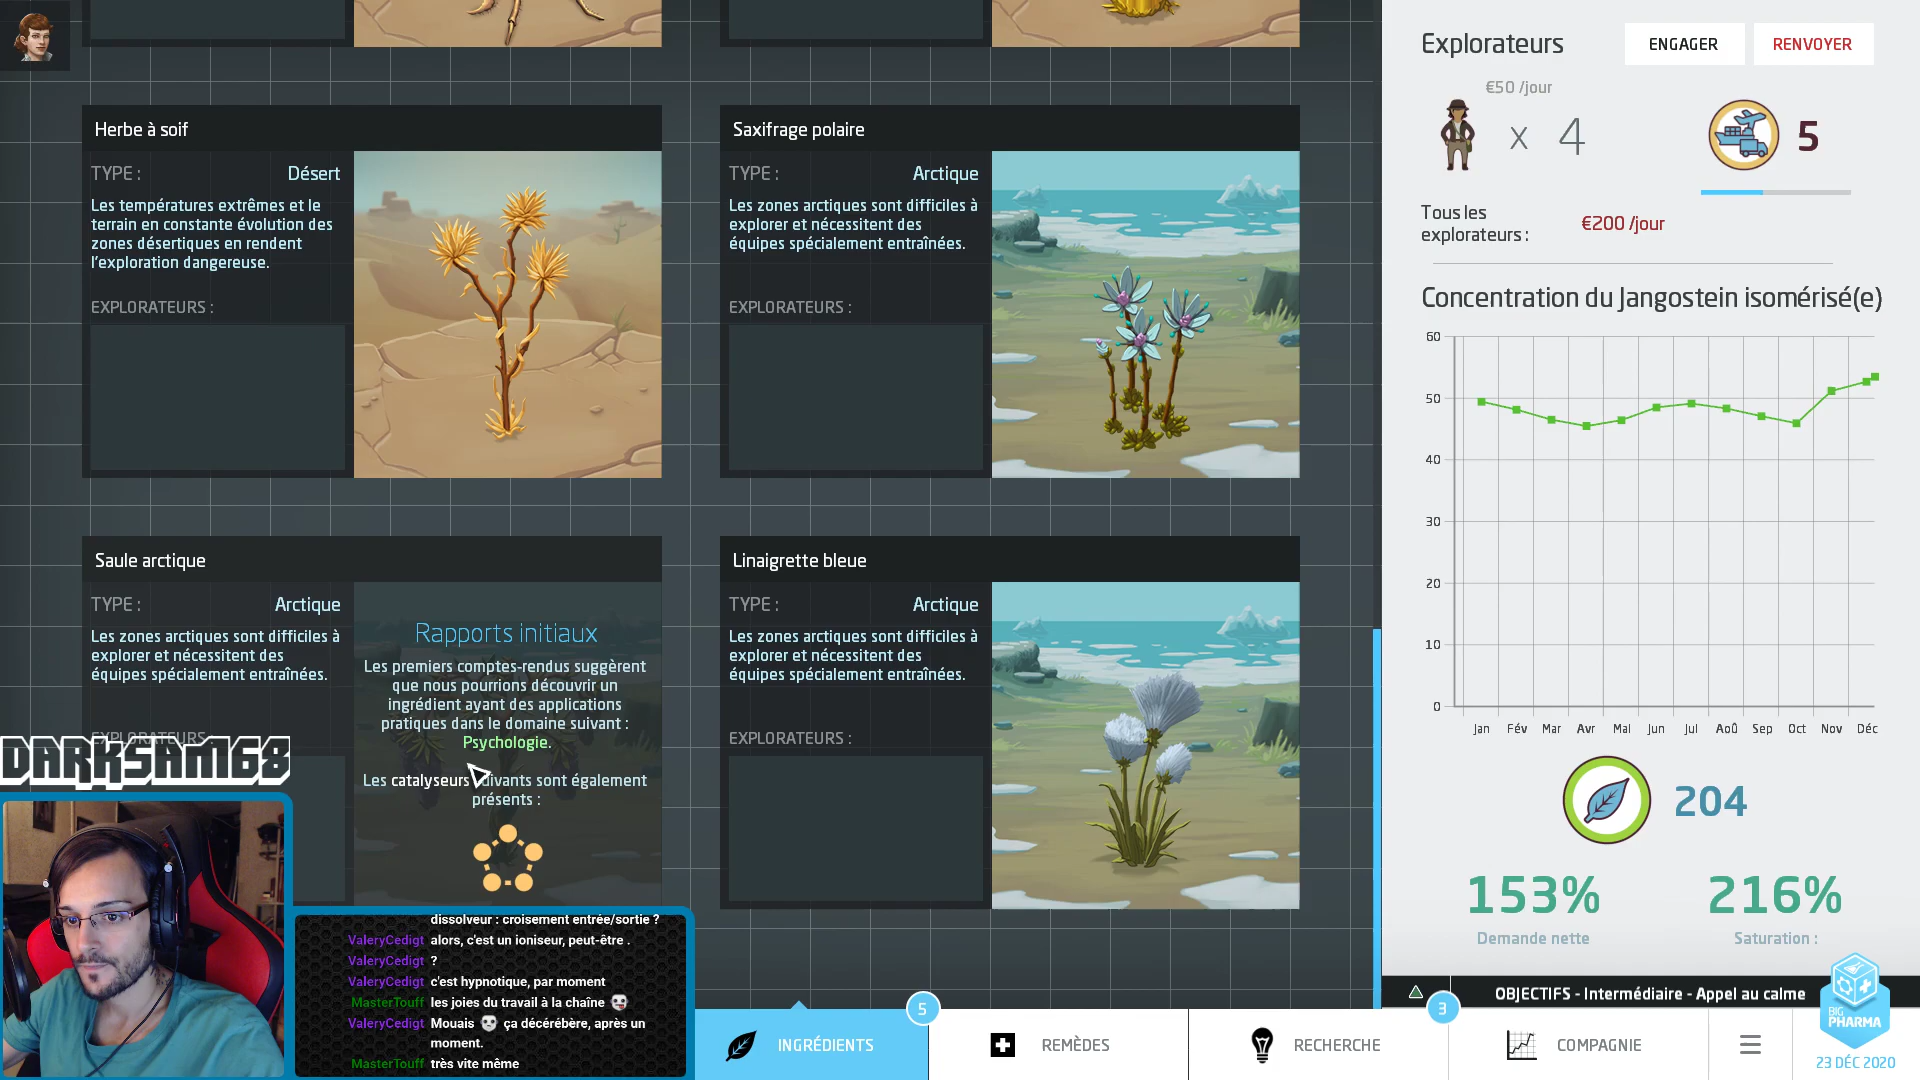 Herbe à soif
TYPE :
Désert
Les températures extrêmes et le
terrain en constante évolution des
zones désertiques en rendent
l'exploration dangereuse.
EXPLORATEURS :
Saxifrage polaire
TYPE :
Arctique
Les zones arctiques sont difficiles à
explorer et nécessitent des
équipes spécialement entraînées.
EXPLORATEURS :
Saule arctique
TYPE :
Arctique
Les zones arctiques sont difficiles à
explorer et nécessitent des
équipes spécialement entraînées.
EXPLORATEURS :
Rapports initiaux
Les premiers comptes-rendus suggèrent
que nous pourrions découvrir un
ingrédient ayant des applications
pratiques dans le domaine suivant :
Psychologie.
Les catalyseurs suivants sont également
présents :
Linaigrette bleue
TYPE :
Arctique
Les zones arctiques sont difficiles à
explorer et nécessitent des
équipes spécialement entraînées.
EXPLORATEURS :
DARKSAM68
dissolveur : croisement entrée/sortie ?
ValeryCedigt alors, c'est un ioniseur, peut-être .
ValeryCedigt ?
ValeryCedigt c'est hypnotique, par moment
MasterTouff les joies du travail à la chaîne
ValeryCedigt Mouais ça décérébère, après un
moment.
MasterTouff très vite même
Explorateurs
ENGAGER
RENVOYER
€50 /jour
x 4
5
Tous les
explorateurs :
€200 /jour
Concentration du Jangostein isomérisé(e)
60
50
40
30
20
10
0
Jan Fév Mar Avr Mai Jun Jul Aoû Sep Oct Nov Déc
204
153%
Demande nette
216%
Saturation :
OBJECTIFS - Intermédiaire - Appel au calme
5
3
INGRÉDIENTS
REMÈDES
RECHERCHE
COMPAGNIE
BIG
PHARMA
23 DÉC 2020